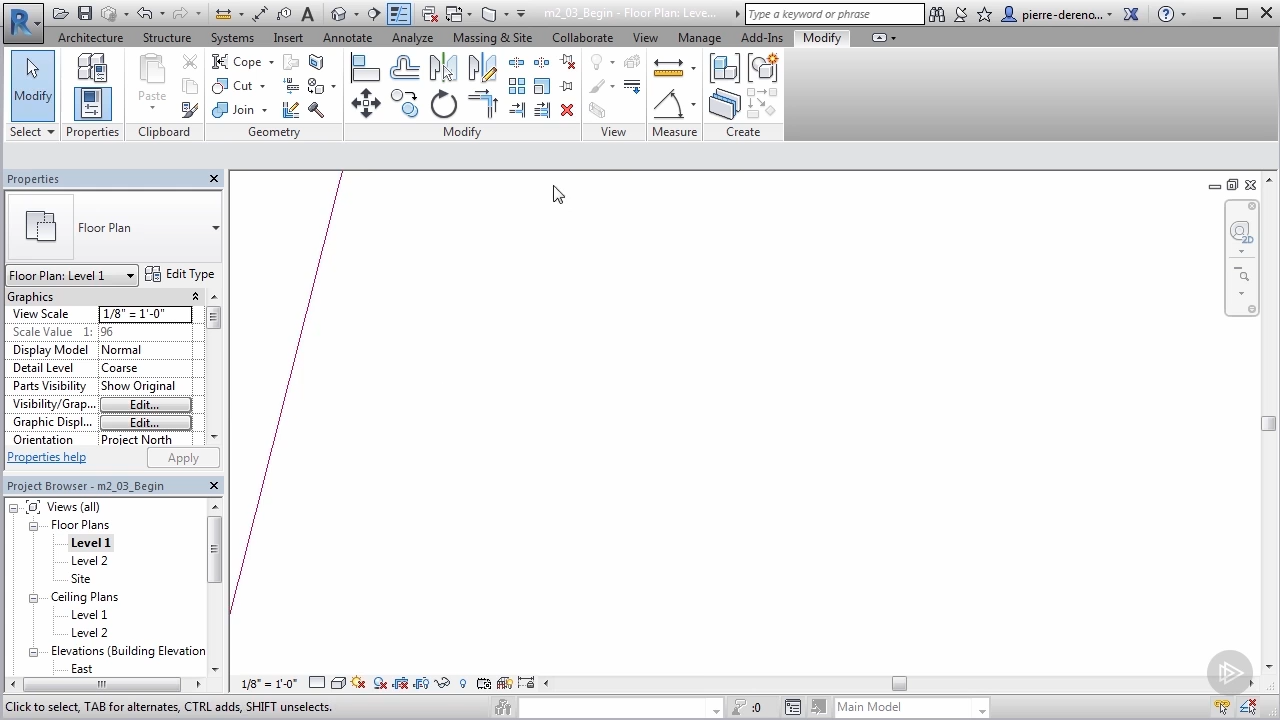 m2_03_Begin - Floor Plan: Leve...
Type a keyword or phrase
pierre-dereno...
Architecture Structure Systems Insert Annotate Analyze Massing & Site Collaborate View Manage Add-Ins Modify
Modify
Paste
Cope
Cut
Join
Select Properties Clipboard Geometry Modify View Measure Create
Properties
Floor Plan
Floor Plan: Level 1
Edit Type
Graphics
View Scale 1/8" = 1'-0"
Scale Value 1: 96
Display Model Normal
Detail Level Coarse
Parts Visibility Show Original
Visibility/Grap... Edit...
Graphic Displ... Edit...
Orientation Project North
Properties help
Apply
Project Browser - m2_03_Begin
Views (all)
Floor Plans
Level 1
Level 2
Site
Ceiling Plans
Level 1
Level 2
Elevations (Building Elevation
East
2D
1/8" = 1'-0"
Click to select, TAB for alternates, CTRL adds, SHIFT unselects.
:0
Main Model